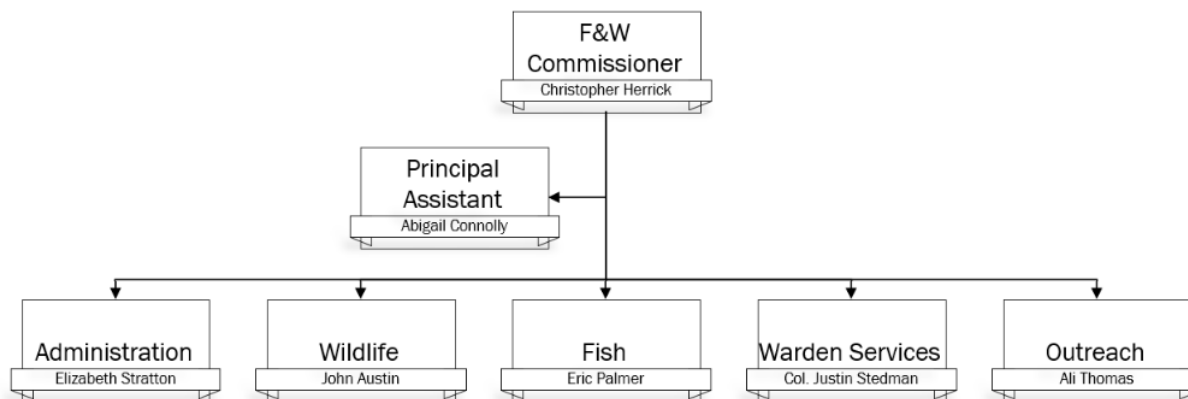 F&W
Commissioner
Christopher Herrick
Principal
Assistant
Abigail Connolly
Administration
Elizabeth Stratton
Wildlife
John Austin
Fish
Eric Palmer
Warden Services
Col. Justin Stedman
Outreach
Ali Thomas